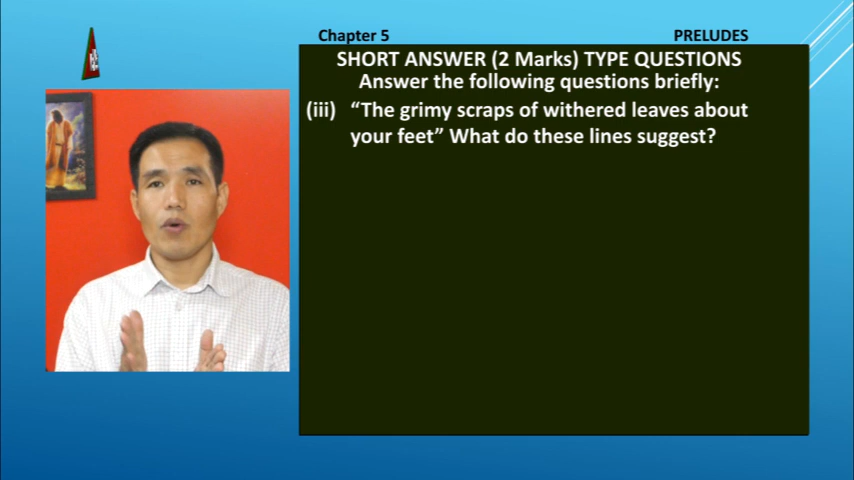 Chapter 5 PRELUDES
SHORT ANSWER (2 Marks) TYPE QUESTIONS
Answer the following questions briefly:
(iii) “The grimy scraps of withered leaves about
your feet” What do these lines suggest?